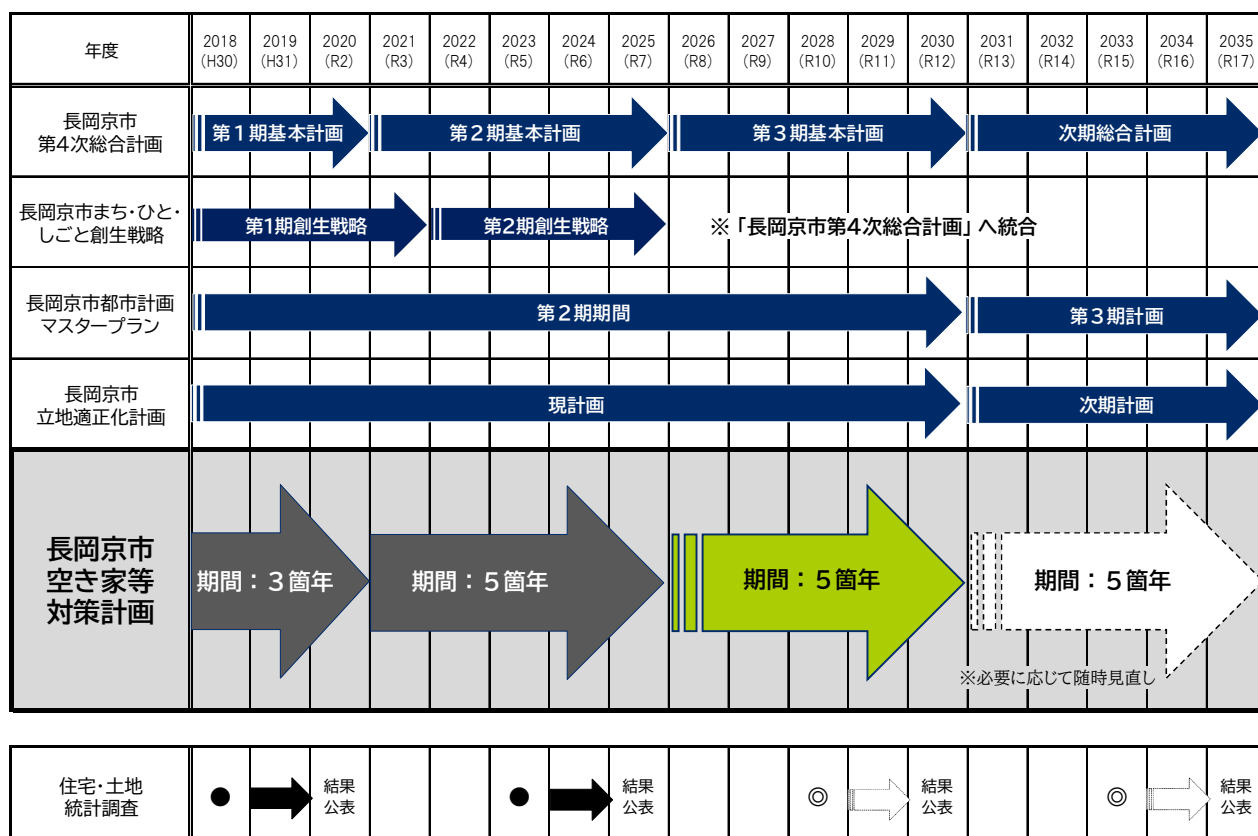 年度
2018
(H30)
2019
(H31)
2020
(R2)
2021
(R3)
2022
(R4)
2023
(R5)
2024
(R6)
2025
(R7)
2026
(R8)
2027
(R9)
2028
(R10)
2029
(R11)
2030
(R12)
2031
(R13)
2032
(R14)
2033
(R15)
2034
(R16)
2035
(R17)
長岡京市
第4次総合計画
第1期基本計画
第2期基本計画
第3期基本計画
次期総合計画
長岡京市まち・ひと・
しごと創生戦略
第1期創生戦略
第2期創生戦略
※「長岡京市第4次総合計画」へ統合
長岡京市都市計画
マスタープラン
第2期期間
第3期計画
長岡京市
立地適正化計画
現計画
次期計画
長岡京市
空き家等
対策計画
期間：3箇年
期間：5箇年
期間：5箇年
期間：5箇年
※必要に応じて随時見直し
住宅・土地
統計調査
●
結果
公表
●
結果
公表
◎
結果
公表
◎
結果
公表